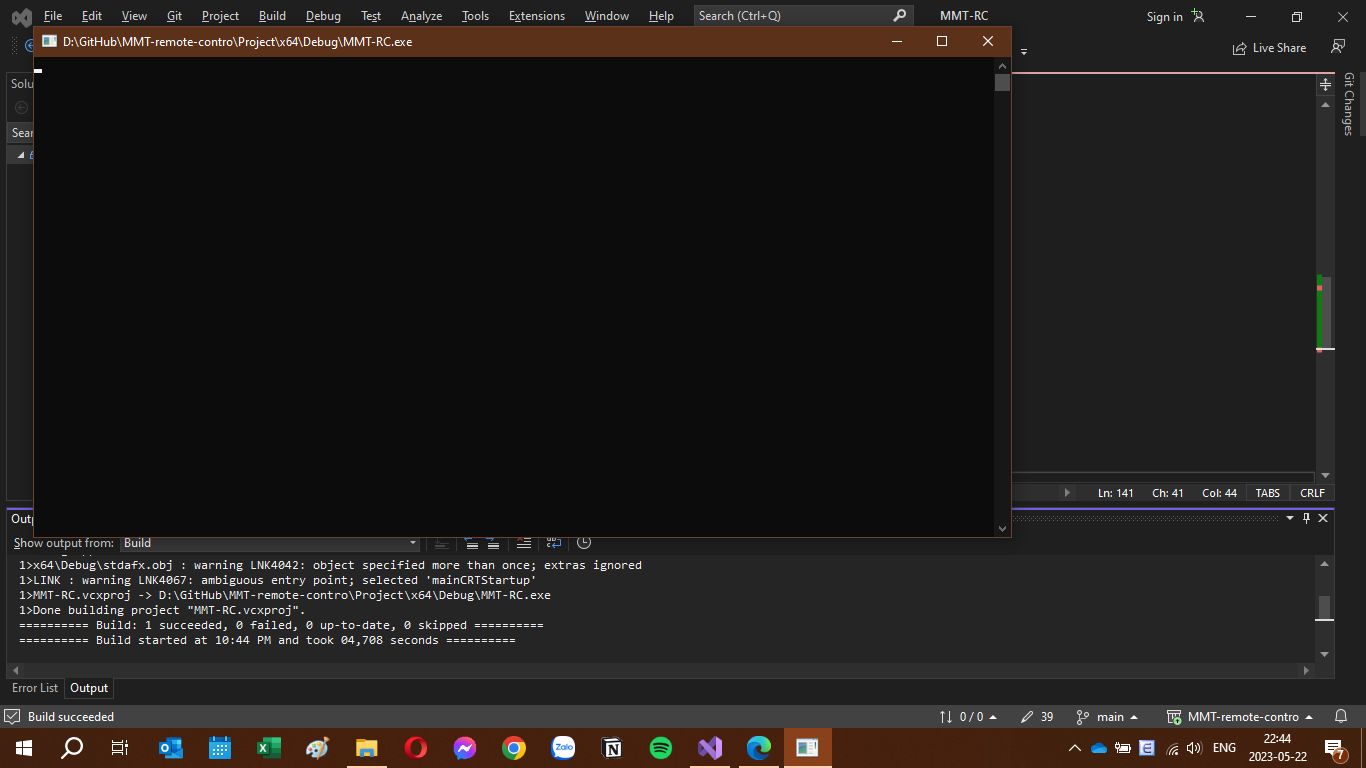 File Edit View Git Project Build Debug Test Analyze Tools Extensions Window Help Search (Ctrl+Q) MMT-RC Sign in
D:\GitHub\MMT-remote-contro\Project\x64\Debug\MMT-RC.exe
Live Share
Solu
Git Changes
Sear
Ln: 141 Ch: 41 Col: 44 TABS CRLF
Outp
Show output from: Build
1>x64\Debug\stdafx.obj : warning LNK4042: object specified more than once; extras ignored
1>LINK : warning LNK4067: ambiguous entry point; selected 'mainCRTStartup'
1>MMT-RC.vcxproj -> D:\GitHub\MMT-remote-contro\Project\x64\Debug\MMT-RC.exe
1>Done building project "MMT-RC.vcxproj".
========== Build: 1 succeeded, 0 failed, 0 up-to-date, 0 skipped ==========
========== Build started at 10:44 PM and took 04,708 seconds ==========
Error List Output
Build succeeded 0 / 0 39 main MMT-remote-contro
Zalo ENG 22:44
2023-05-22 7